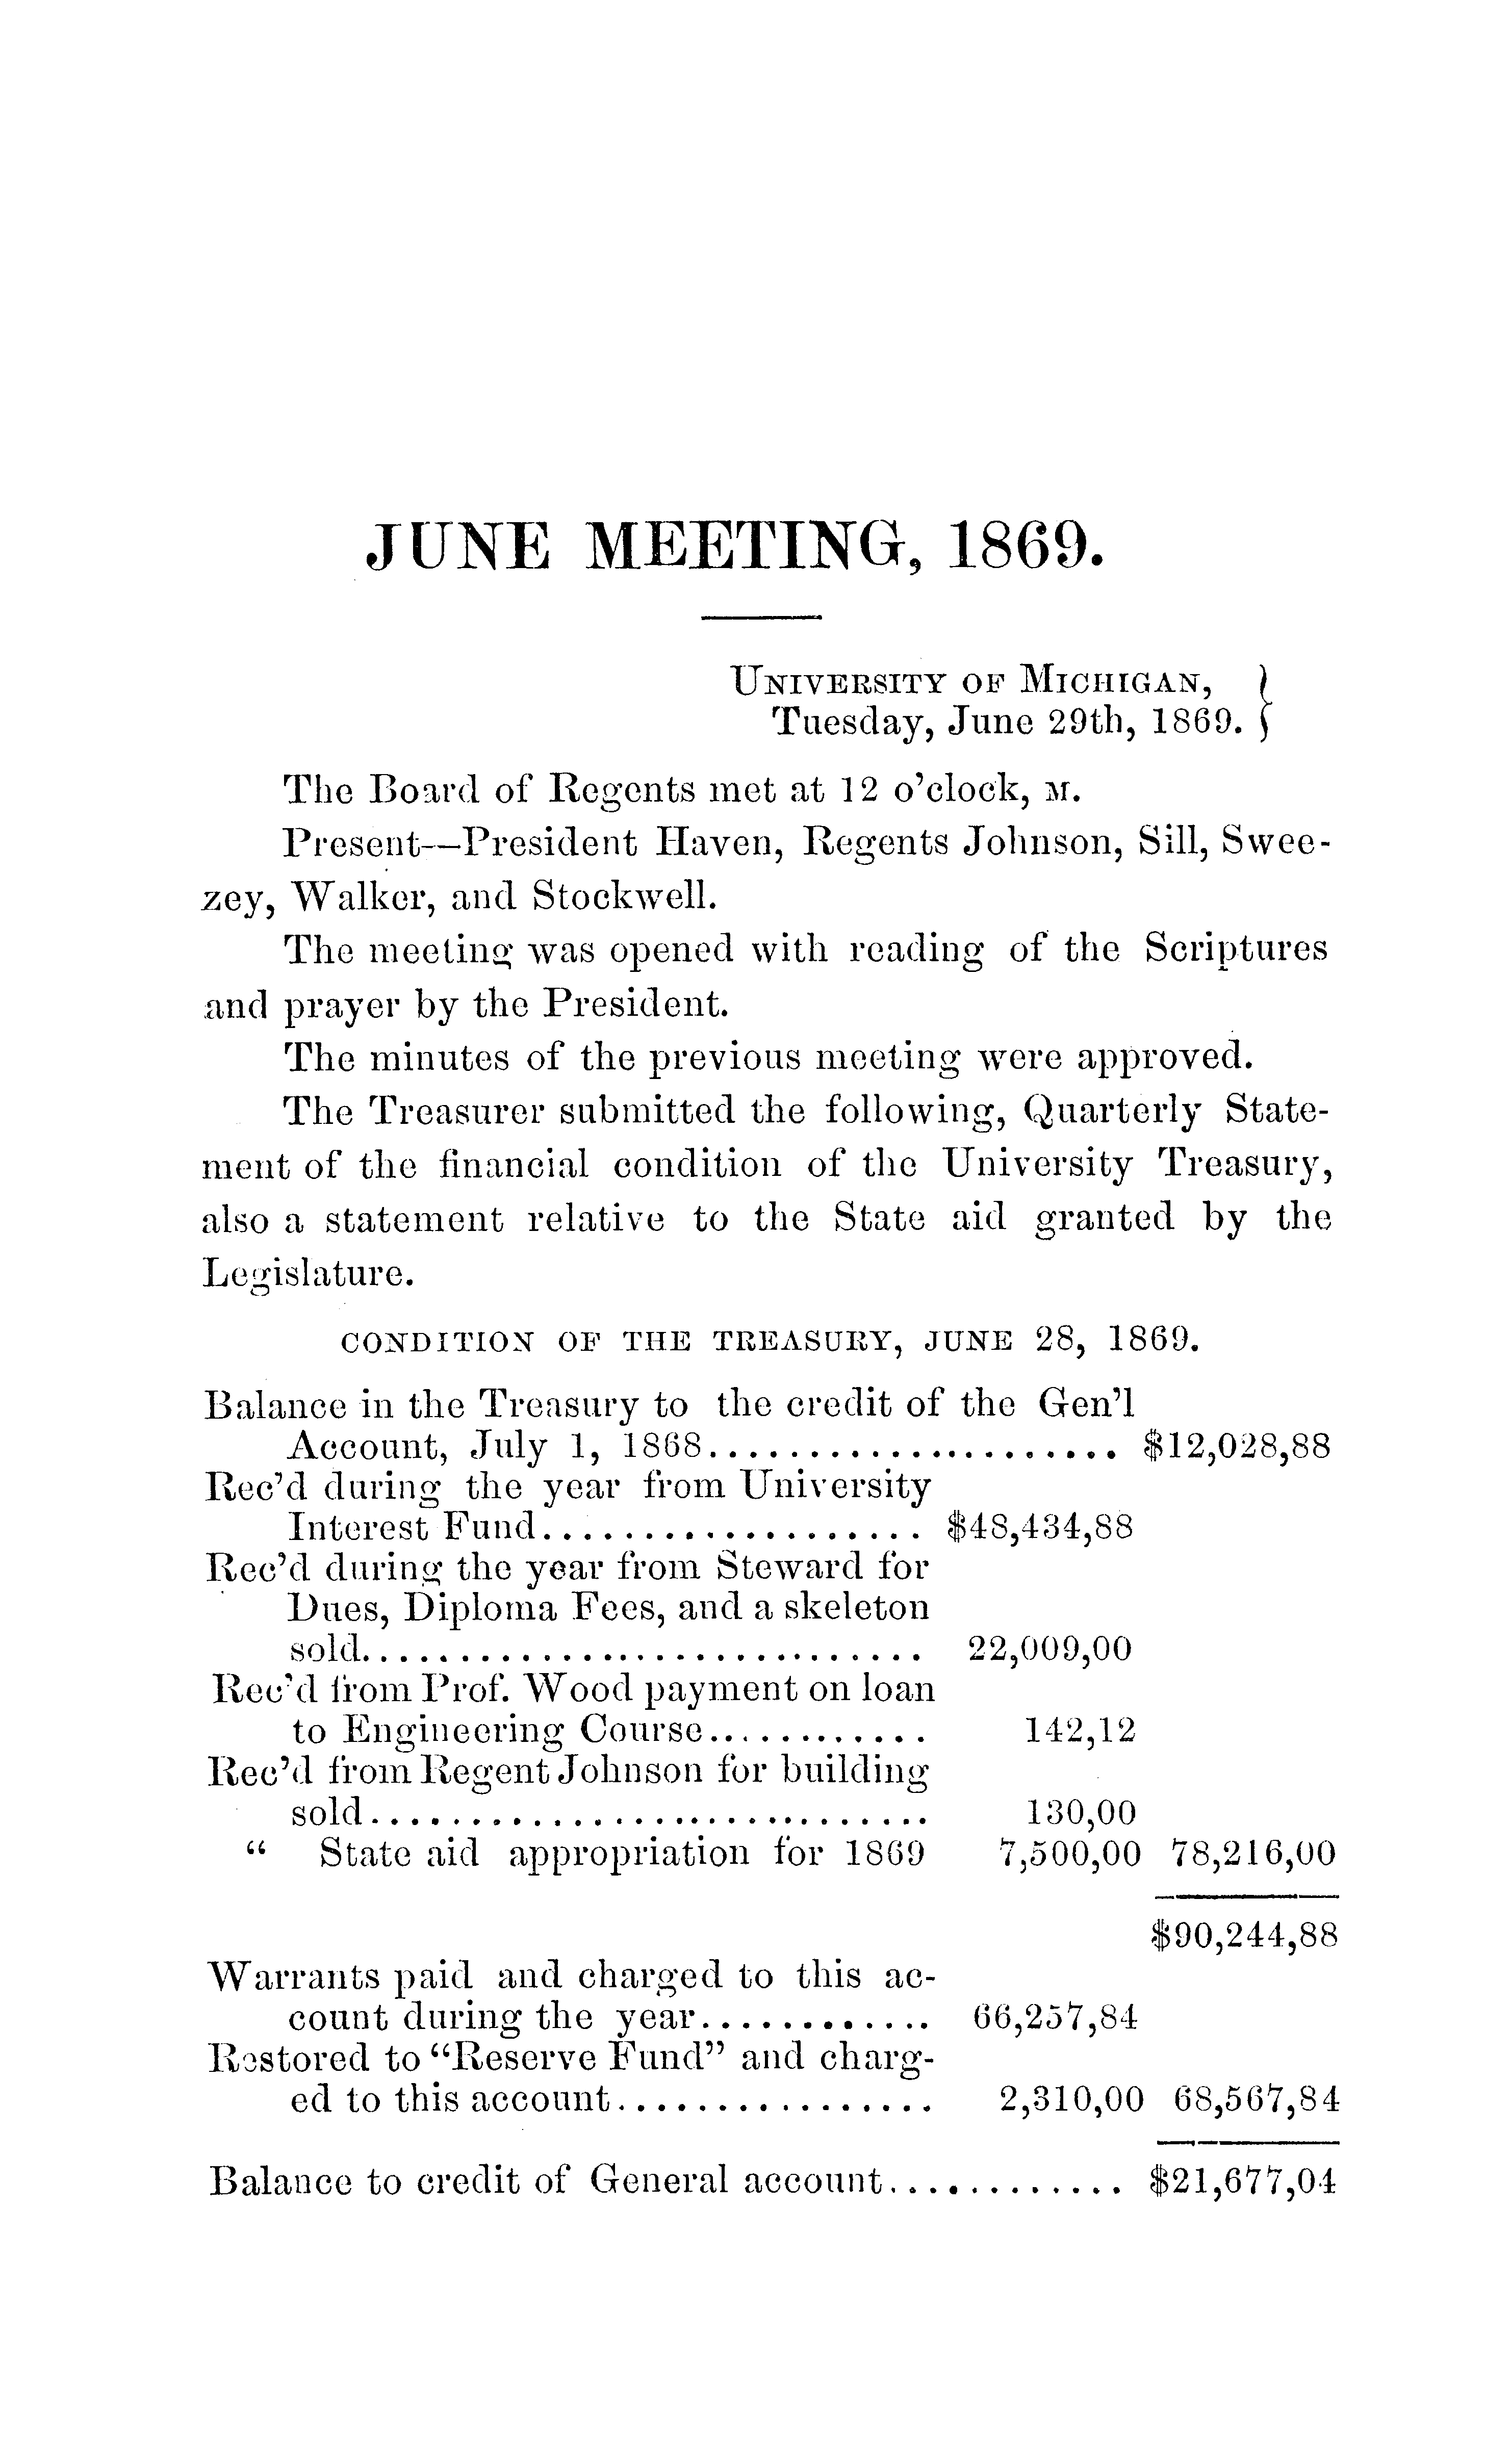 JUNE MEETING, 1869.
UNIVERSITY OF MICHIGAN,
Tuesday, June 29th, 1869.
The Board of Regents met at 12 o'clock, M.
Present--President Haven, Regents Johnson, Sill, Swee-
zey, Walker, and Stockwell.
The meeting was opened with reading of the Scriptures
and prayer by the President.
The minutes of the previous meeting were approved.
The Treasurer submitted the following, Quarterly State-
ment of the financial condition of the University Treasury,
also a statement relative to the State aid granted by the
Legislature.
CONDITION OF THE TREASURY, JUNE 28, 1869.
Balance in the Treasury to the credit of the Gen'l
Account, July 1, 1868..................... $12,028,88
Rec'd during the year from University
Interest Fund................... $48,434,88
Rec'd during the year from Steward for
Dues, Diploma Fees, and a skeleton
sold............................ 22,009,00
Rec'd from Prof. Wood payment on loan
to Engineering Course........... 142,12
Rec'd from Regent Johnson for building
sold............................ 130,00
“ State aid appropriation for 1869 7,500,00 78,216,00
$90,244,88
Warrants paid and charged to this ac-
count during the year............ 66,257,84
Restored to “Reserve Fund” and charg-
ed to this account................ 2,310,00 68,567,84
Balance to credit of General account............ $21,677,04